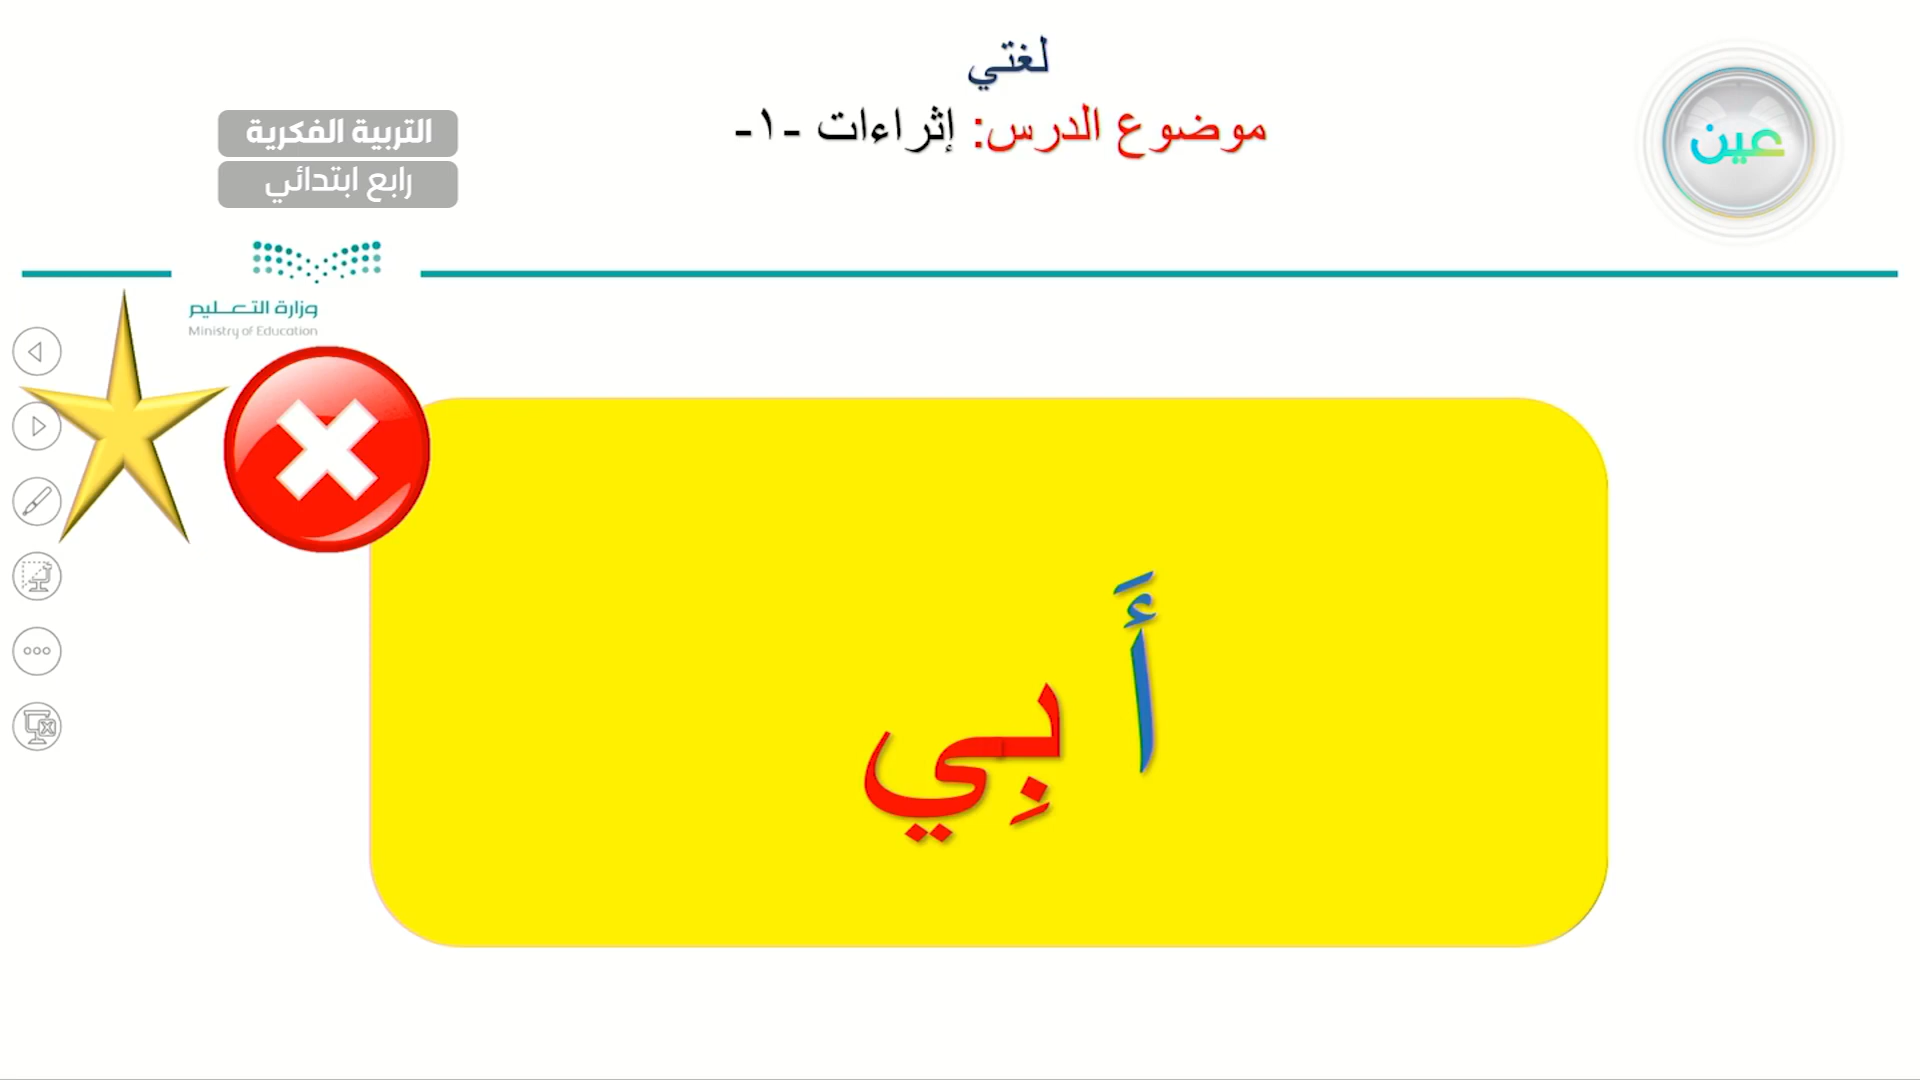 لغتي
موضوع الدرس: إثراءات -١-
عين
التربية الفكرية
رابع ابتدائي
وزارة التعليم
Ministry of Education
أَ بِي